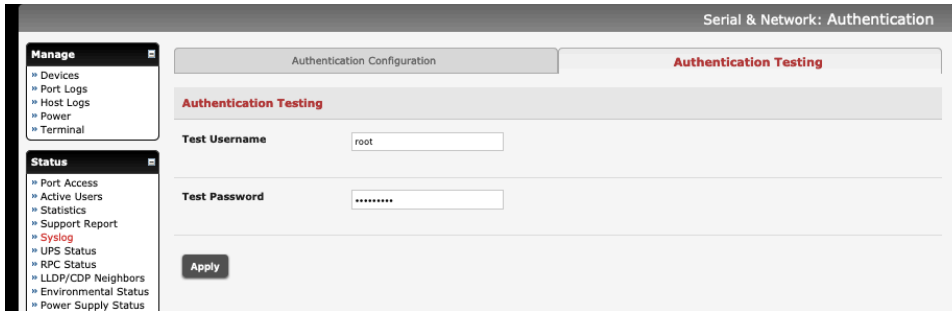 Serial & Network: Authentication
Manage
» Devices
» Port Logs
» Host Logs
» Power
» Terminal
Status
» Port Access
» Active Users
» Statistics
» Support Report
» Syslog
» UPS Status
» RPC Status
» LLDP/CDP Neighbors
» Environmental Status
» Power Supply Status
Authentication Configuration
Authentication Testing
Authentication Testing
Test Username
root
Test Password
•••••••••
Apply